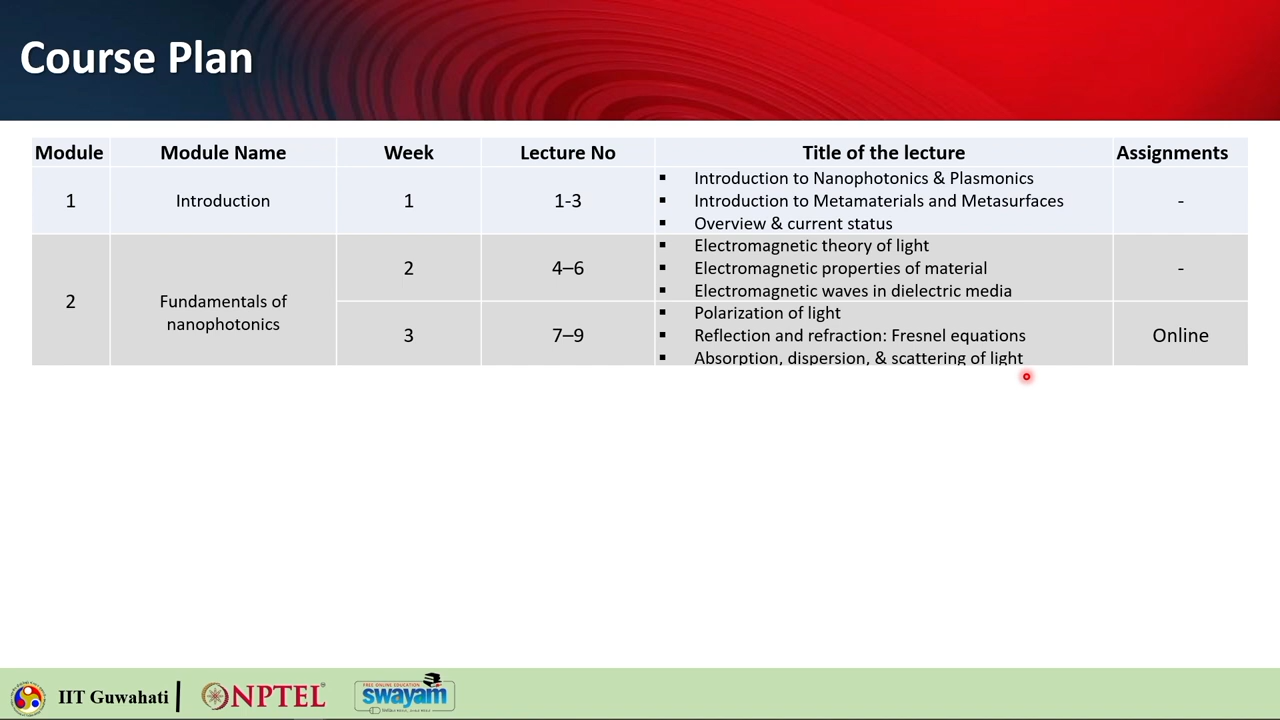 Course Plan
Module Module Name Week Lecture No Title of the lecture Assignments
1 Introduction 1 1-3 ▪ Introduction to Nanophotonics & Plasmonics
▪ Introduction to Metamaterials and Metasurfaces
▪ Overview & current status
-
2 Fundamentals of
nanophotonics
2 4–6 ▪ Electromagnetic theory of light
▪ Electromagnetic properties of material
▪ Electromagnetic waves in dielectric media
-
3 7–9 ▪ Polarization of light
▪ Reflection and refraction: Fresnel equations
▪ Absorption, dispersion, & scattering of light
Online
IIT Guwahati
NPTEL
FREE ONLINE EDUCATION
swayam